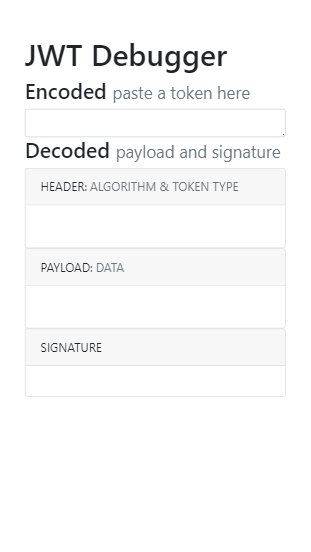 JWT Debugger
Encoded paste a token here
Decoded payload and signature
HEADER: ALGORITHM & TOKEN TYPE
PAYLOAD: DATA
SIGNATURE